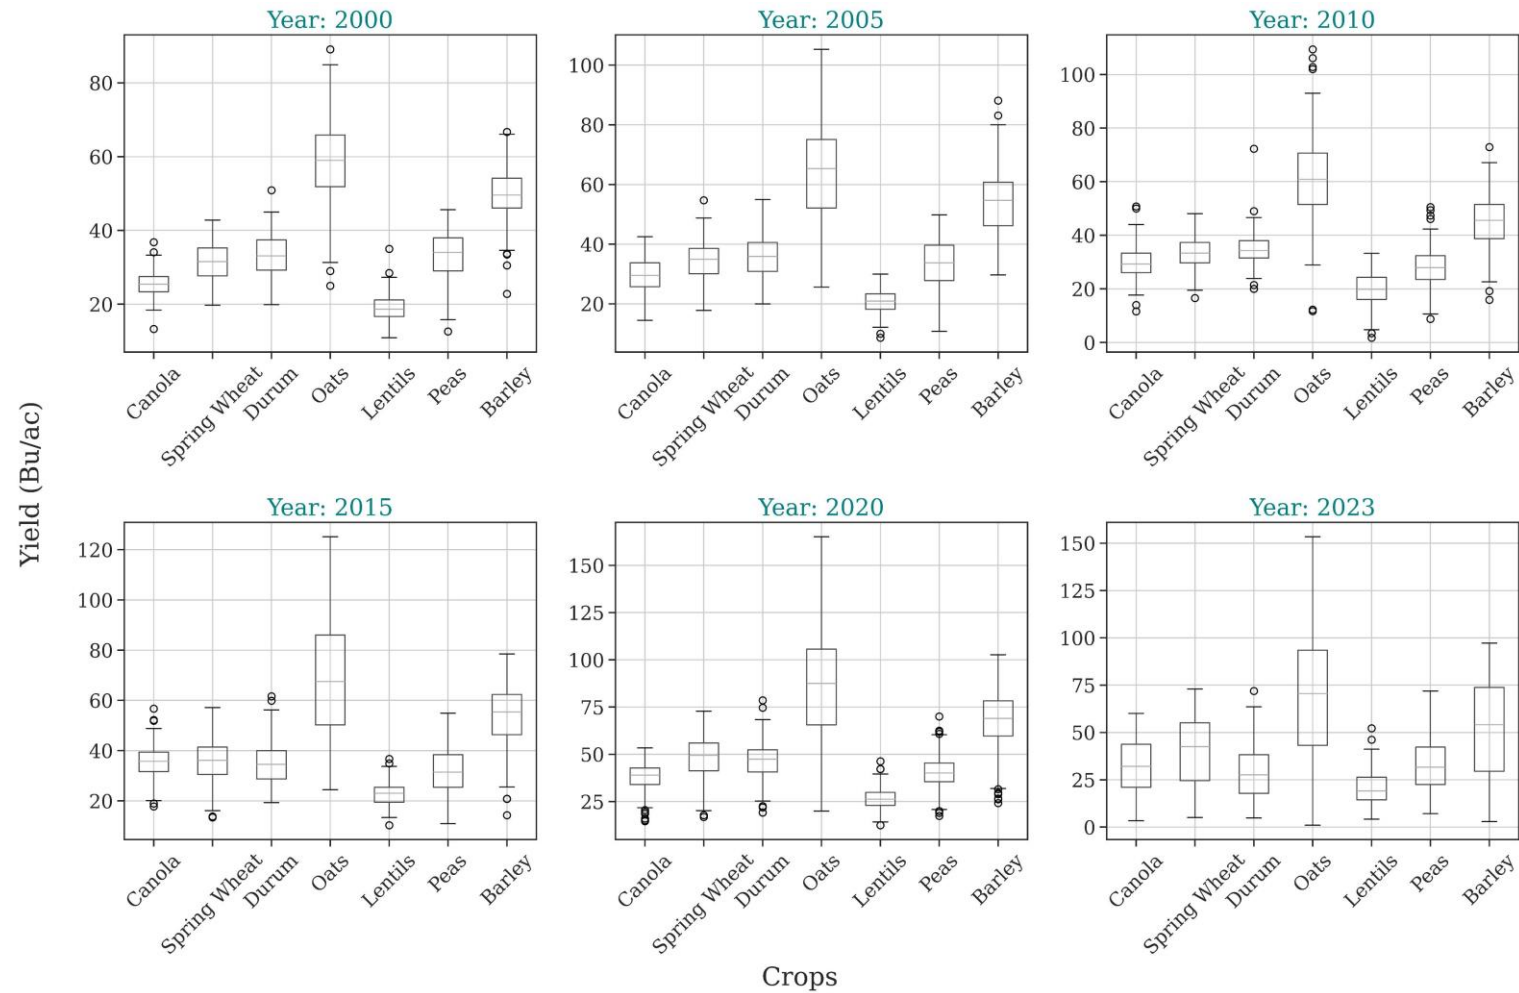 Year: 2000
80
60
40
20
Canola
Spring Wheat
Durum
Oats
Lentils
Peas
Barley
Year: 2005
100
80
60
40
20
Canola
Spring Wheat
Durum
Oats
Lentils
Peas
Barley
Year: 2010
100
80
60
40
20
0
Canola
Spring Wheat
Durum
Oats
Lentils
Peas
Barley
Yield (Bu/ac)
Year: 2015
120
100
80
60
40
20
Canola
Spring Wheat
Durum
Oats
Lentils
Peas
Barley
Year: 2020
150
125
100
75
50
25
Canola
Spring Wheat
Durum
Oats
Lentils
Peas
Barley
Year: 2023
150
125
100
75
50
25
0
Canola
Spring Wheat
Durum
Oats
Lentils
Peas
Barley
Crops